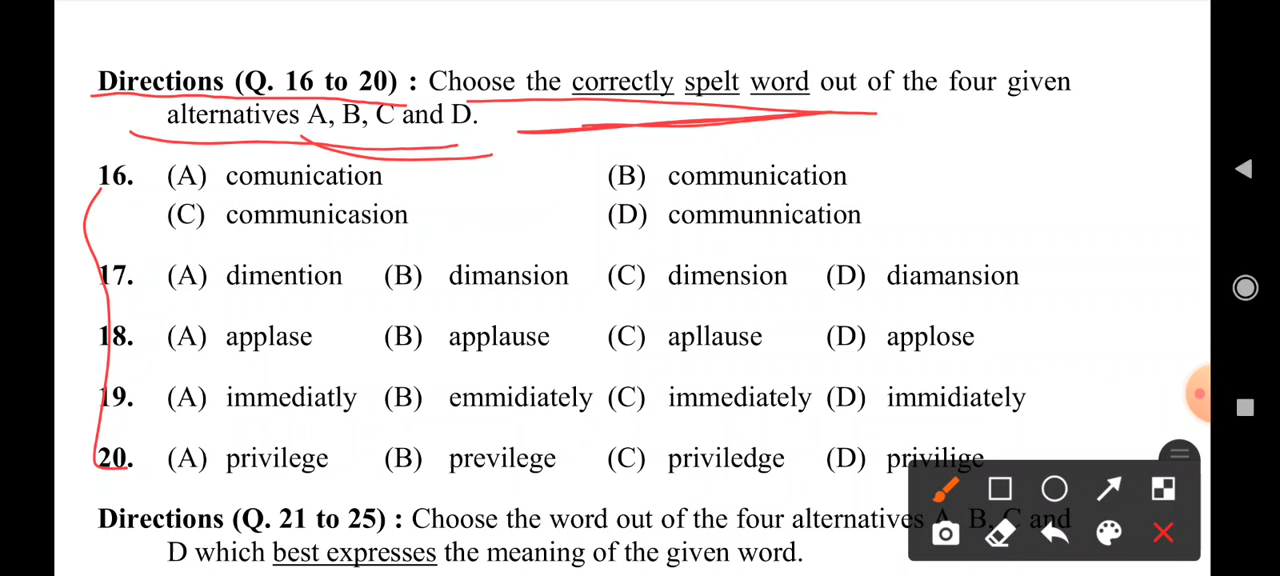 Directions (Q. 16 to 20) : Choose the correctly spelt word out of the four given
alternatives A, B, C and D.
16. (A) comunication (B) communication
(C) communicasion (D) communnication
17. (A) dimention (B) dimansion (C) dimension (D) diamansion
18. (A) applase (B) applause (C) apllause (D) applose
19. (A) immediatly (B) emmidiately (C) immediately (D) immidiately
20. (A) privilege (B) previlege (C) priviledge (D) privilige
Directions (Q. 21 to 25) : Choose the word out of the four alternatives A, B, C and
D which best expresses the meaning of the given word.